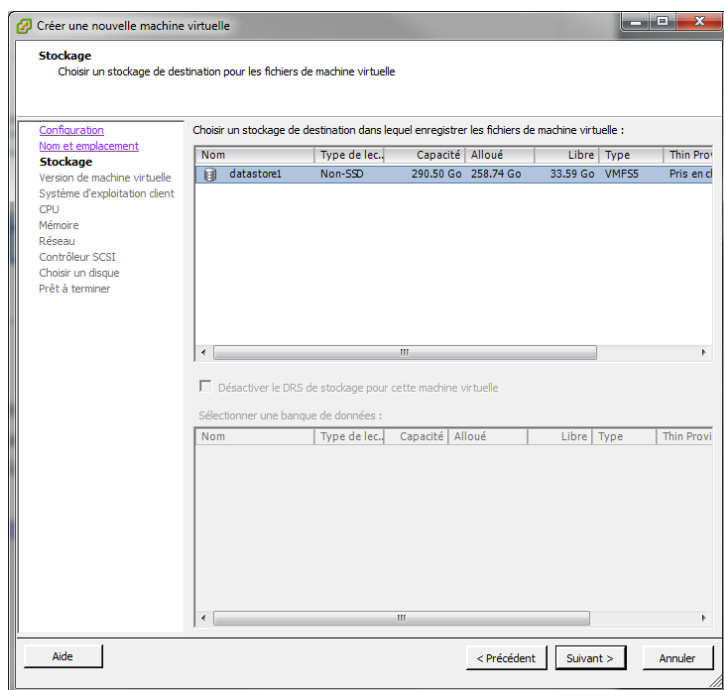 Créer une nouvelle machine virtuelle
Stockage
Choisir un stockage de destination pour les fichiers de machine virtuelle
Configuration
Nom et emplacement
Stockage
Version de machine virtuelle
Système d'exploitation client
CPU
Mémoire
Réseau
Contrôleur SCSI
Choisir un disque
Prêt à terminer
Choisir un stockage de destination dans lequel enregistrer les fichiers de machine virtuelle :
Nom Type de lec.. Capacité Alloué Libre Type Thin Prov
datastore1 Non-SSD 290.50 Go 258.74 Go 33.59 Go VMFS5 Pris en cl
Désactiver le DRS de stockage pour cette machine virtuelle
Sélectionner une banque de données :
Nom Type de lec.. Capacité Alloué Libre Type Thin Provi
Aide < Précédent Suivant > Annuler